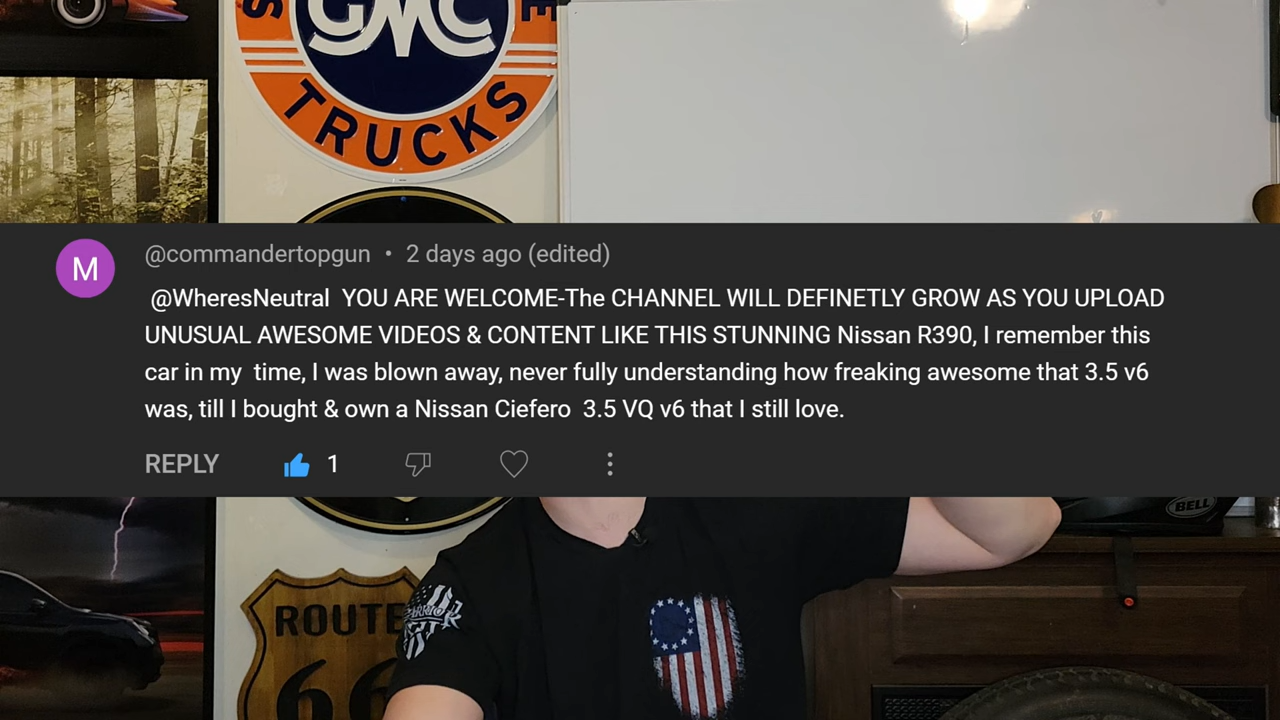 GMC
TRUCKS
M
@commandertopgun • 2 days ago (edited)
@WheresNeutral YOU ARE WELCOME-The CHANNEL WILL DEFINETLY GROW AS YOU UPLOAD
UNUSUAL AWESOME VIDEOS & CONTENT LIKE THIS STUNNING Nissan R390, I remember this
car in my time, I was blown away, never fully understanding how freaking awesome that 3.5 v6
was, till I bought & own a Nissan Ciefero 3.5 VQ v6 that I still love.
REPLY 1
BELL
ROUTE
66